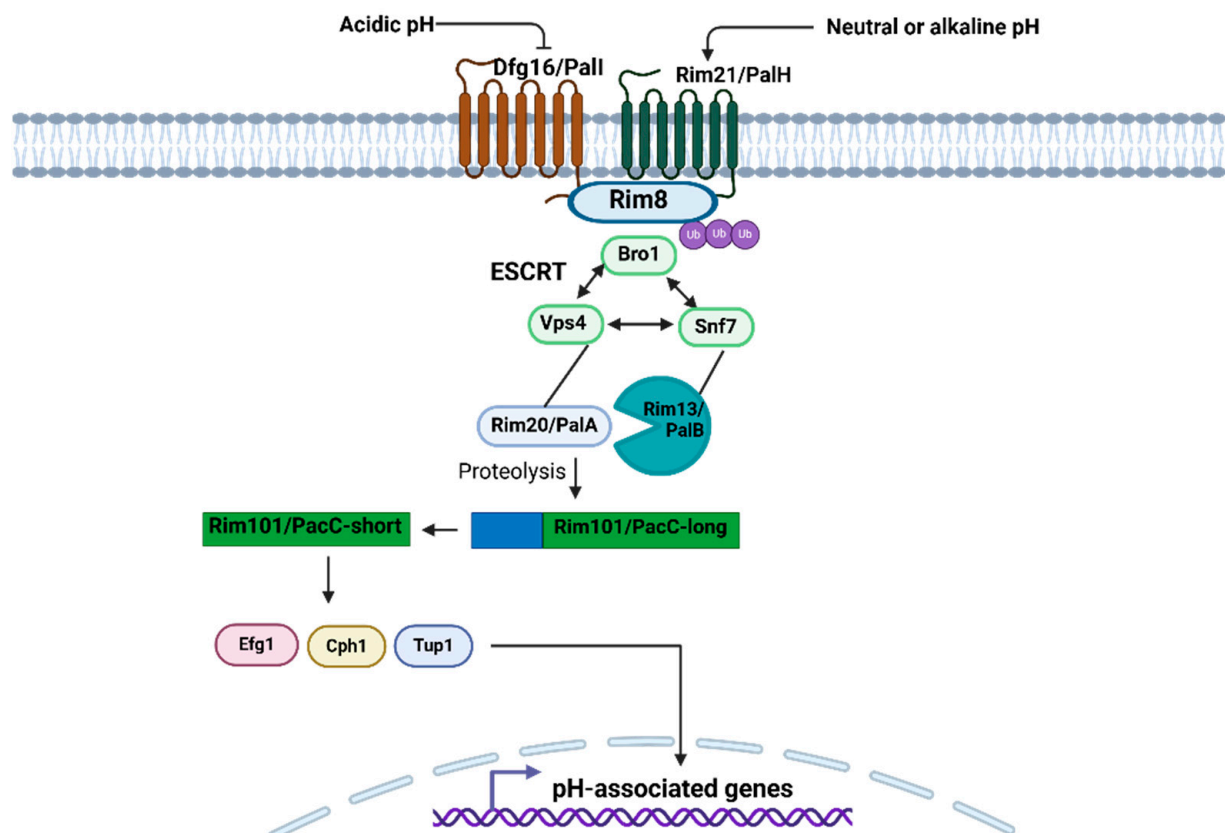 Acidic pH
Neutral or alkaline pH
Dfg16/PalI
Rim21/PalH
Rim8
Ub Ub Ub
Bro1
ESCRT
Vps4
Snf7
Rim20/PalA
Rim13/
PalB
Proteolysis
Rim101/PacC-short
Rim101/PacC-long
Efg1
Cph1
Tup1
pH-associated genes